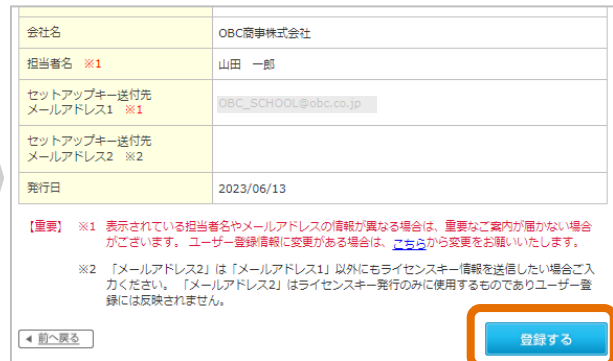 会社名 OBC商事株式会社
担当者名 ※1 山田 一郎
セットアップキー送付先
メールアドレス1 ※1 OBC_SCHOOL@obc.co.jp
セットアップキー送付先
メールアドレス2 ※2
発行日 2023/06/13
【重要】 ※1 表示されている担当者名やメールアドレスの情報が異なる場合は、重要なご案内が届かない場合
がございます。 ユーザー登録情報に変更がある場合は、こちらから変更をお願いいたします。
※2 「メールアドレス2」は「メールアドレス1」以外にもライセンスキー情報を送信したい場合ご入
力ください。 「メールアドレス2」はライセンスキー発行のみに使用するものでありユーザー登
録には反映されません。
前へ戻る
登録する